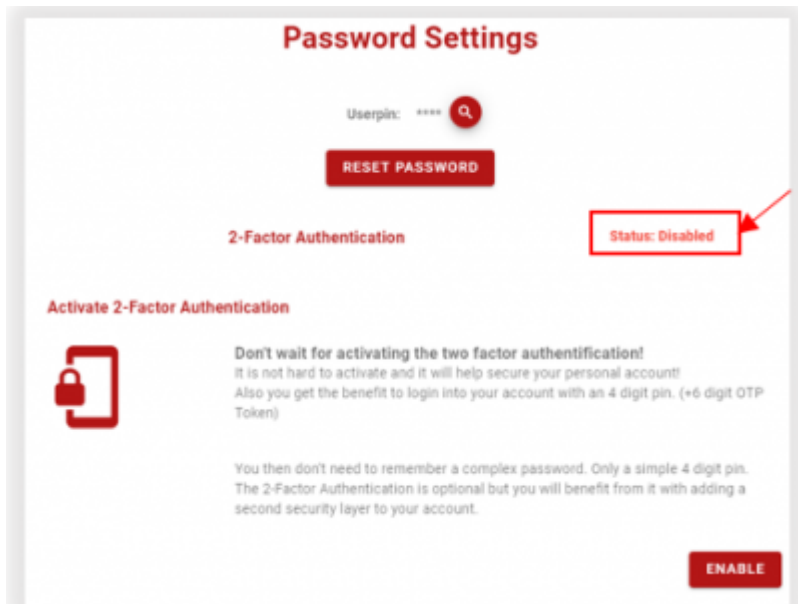 Password Settings
Userpin: ****
RESET PASSWORD
2-Factor Authentication
Status: Disabled
Activate 2-Factor Authentication
Don't wait for activating the two factor authentification!
It is not hard to activate and it will help secure your personal account!
Also you get the benefit to login into your account with an 4 digit pin. (+6 digit OTP
Token)
You then don't need to remember a complex password. Only a simple 4 digit pin.
The 2-Factor Authentication is optional but you will benefit from it with adding a
second security layer to your account.
ENABLE